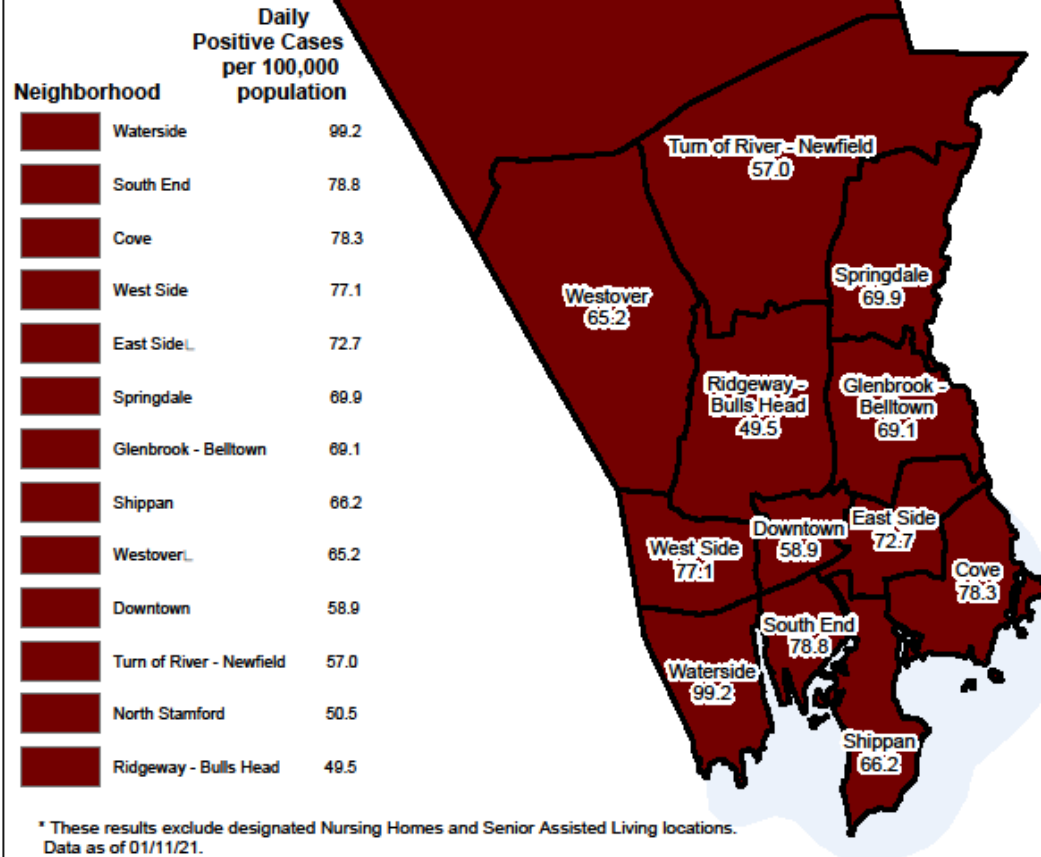 Daily
Positive Cases
per 100,000
Neighborhood population
Waterside 99.2
South End 78.8
Cove 78.3
West Side 77.1
East Side 72.7
Springdale 69.9
Glenbrook - Belltown 69.1
Shippan 66.2
Westover 65.2
Downtown 58.9
Turn of River - Newfield 57.0
North Stamford 50.5
Ridgeway - Bulls Head 49.5
* These results exclude designated Nursing Homes and Senior Assisted Living locations.
Data as of 01/11/21.
Turn of River - Newfield
57.0
Springdale
69.9
Westover
65.2
Ridgeway -
Bulls Head
49.5
Glenbrook -
Belltown
69.1
East Side
72.7
Downtown
58.9
West Side
77.1
Cove
78.3
South End
78.8
Waterside
99.2
Shippan
66.2